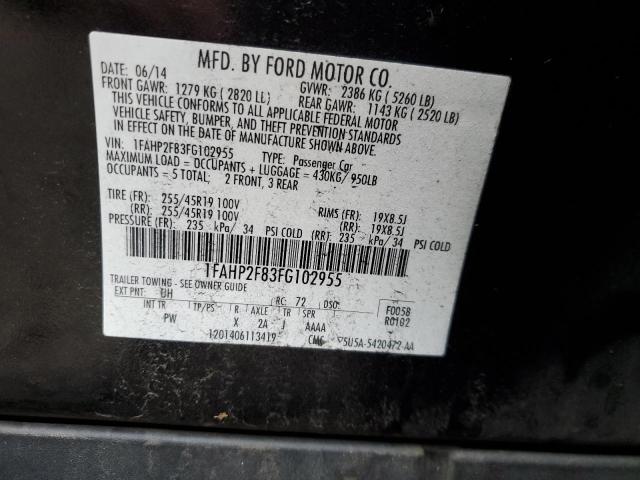 MFD. BY FORD MOTOR CO.
DATE: 06/14 GVWR: 2386 KG ( 5260 LB)
FRONT GAWR: 1279 KG ( 2820 LB) REAR GAWR: 1143 KG ( 2520 LB)
THIS VEHICLE CONFORMS TO ALL APPLICABLE FEDERAL MOTOR
VEHICLE SAFETY, BUMPER, AND THEFT PREVENTION STANDARDS
IN EFFECT ON THE DATE OF MANUFACTURE SHOWN ABOVE.
VIN: 1FAHP2F83FG102955 TYPE: Passenger Car
MAXIMUM LOAD = OCCUPANTS + LUGGAGE = 430KG/ 950LB
OCCUPANTS = 5 TOTAL; 2 FRONT, 3 REAR
TIRE (FR): 255/45R19 100V RIMS (FR): 19X8.5J
(RR): 255/45R19 100V (RR): 19X8.5J
PRESSURE (FR): 235 kPa/ 34 PSI COLD (RR): 235 kPa/ 34 PSI COLD
1FAHP2F83FG102955
TRAILER TOWING - SEE OWNER GUIDE
EXT PNT: UH RC: 72 DSO: F0058
INT TR TP/PS R AXLE TR SPR R0102
PW X 2A J AAAA
1201406113419 CMC 5U5A-5420472-AA